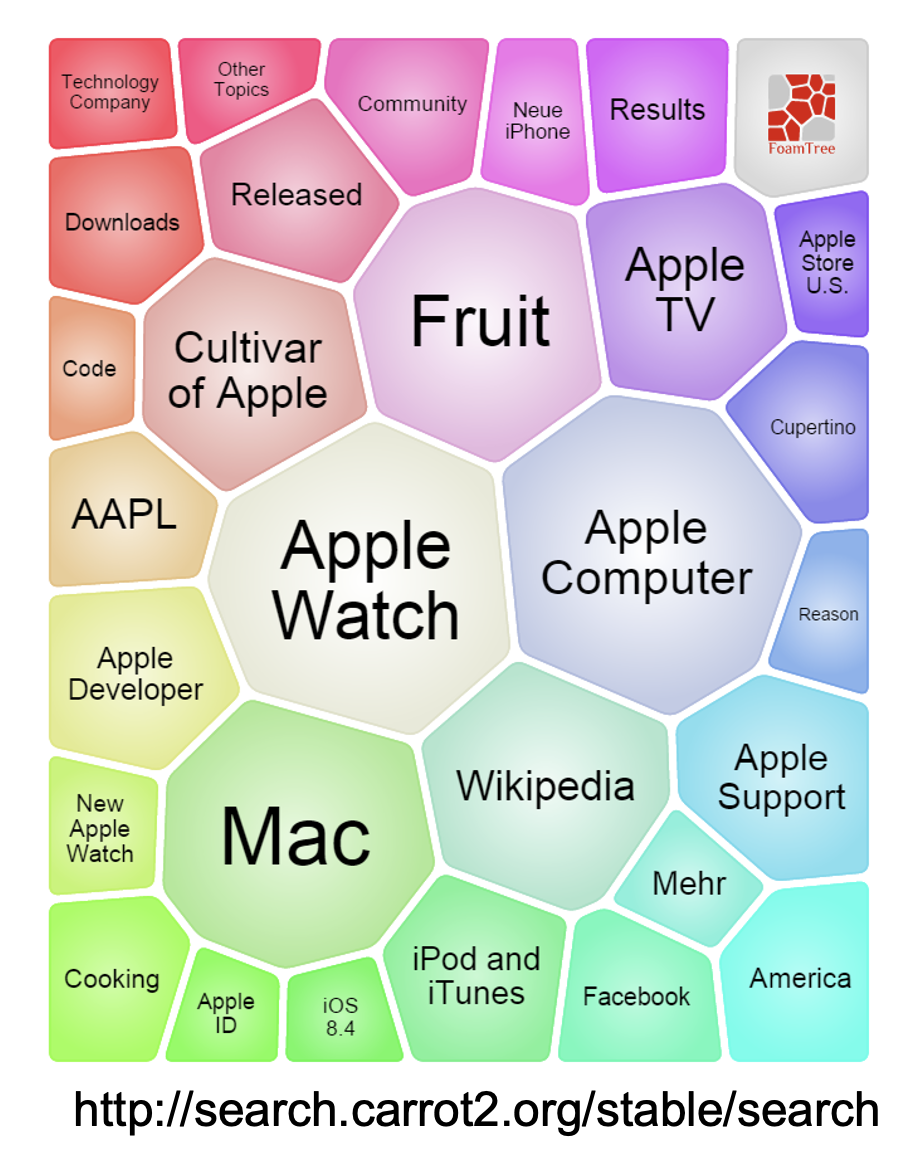 Technology
Company
Other
Topics
Community
Neue
iPhone
Results
FoamTree
Downloads
Released
Fruit
Apple
TV
Apple
Store
U.S.
Code
Cultivar
of Apple
Cupertino
AAPL
Apple
Watch
Apple
Computer
Reason
Apple
Developer
New
Apple
Watch
Mac
Wikipedia
Apple
Support
Mehr
Cooking
Apple
ID
iOS
8.4
iPod and
iTunes
Facebook
America
http://search.carrot2.org/stable/search